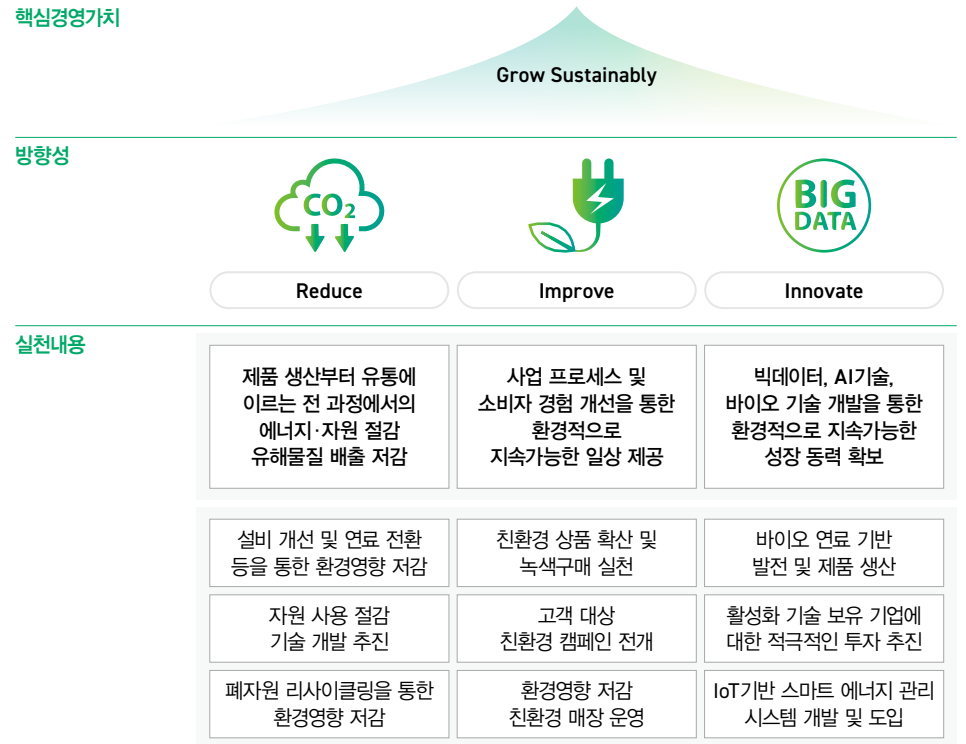 핵심경영가치
Grow Sustainably
방향성
CO₂
BIG
DATA
Reduce
Improve
Innovate
실천내용
제품 생산부터 유통에
이르는 전 과정에서의
에너지·자원 절감
유해물질 배출 저감
사업 프로세스 및
소비자 경험 개선을 통한
환경적으로
지속가능한 일상 제공
빅데이터, AI기술,
바이오 기술 개발을 통한
환경적으로 지속가능한
성장 동력 확보
설비 개선 및 연료 전환
등을 통한 환경영향 저감
친환경 상품 확산 및
녹색구매 실천
바이오 연료 기반
발전 및 제품 생산
자원 사용 절감
기술 개발 추진
고객 대상
친환경 캠페인 전개
활성화 기술 보유 기업에
대한 적극적인 투자 추진
폐자원 리사이클링을 통한
환경영향 저감
환경영향 저감
친환경 매장 운영
IoT기반 스마트 에너지 관리
시스템 개발 및 도입